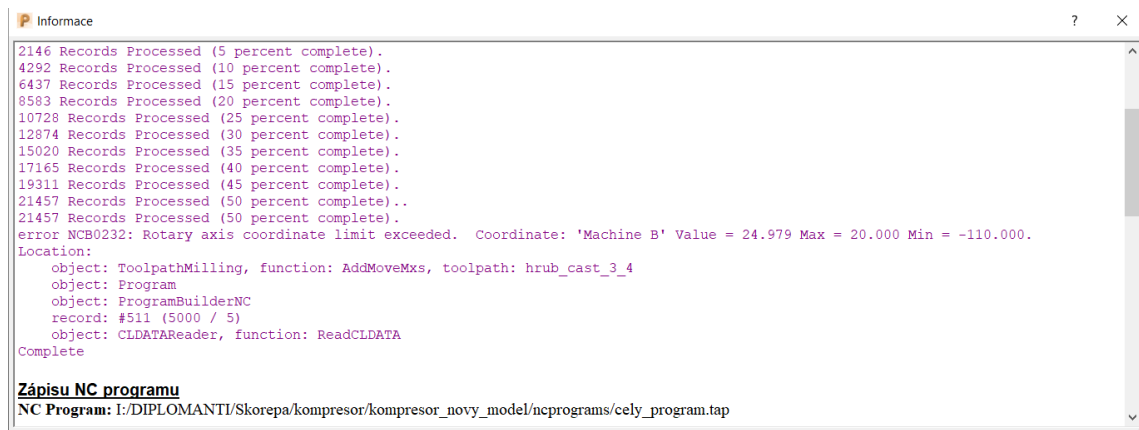 Informace
2146 Records Processed (5 percent complete).
4292 Records Processed (10 percent complete).
6437 Records Processed (15 percent complete).
8583 Records Processed (20 percent complete).
10728 Records Processed (25 percent complete).
12874 Records Processed (30 percent complete).
15020 Records Processed (35 percent complete).
17165 Records Processed (40 percent complete).
19311 Records Processed (45 percent complete).
21457 Records Processed (50 percent complete)..
21457 Records Processed (50 percent complete).
error NCB0232: Rotary axis coordinate limit exceeded.  Coordinate: 'Machine B' Value = 24.979 Max = 20.000 Min = -110.000.
Location:
    object: ToolpathMilling, function: AddMoveMxs, toolpath: hrub_cast_3_4
    object: Program
    object: ProgramBuilderNC
    record: #511 (5000 / 5)
    object: CLDATAReader, function: ReadCLDATA
Complete
Zápisu NC programu
NC Program: I:/DIPLOMANTI/Skorepa/kompresor/kompresor_novy_model/ncprograms/cely_program.tap